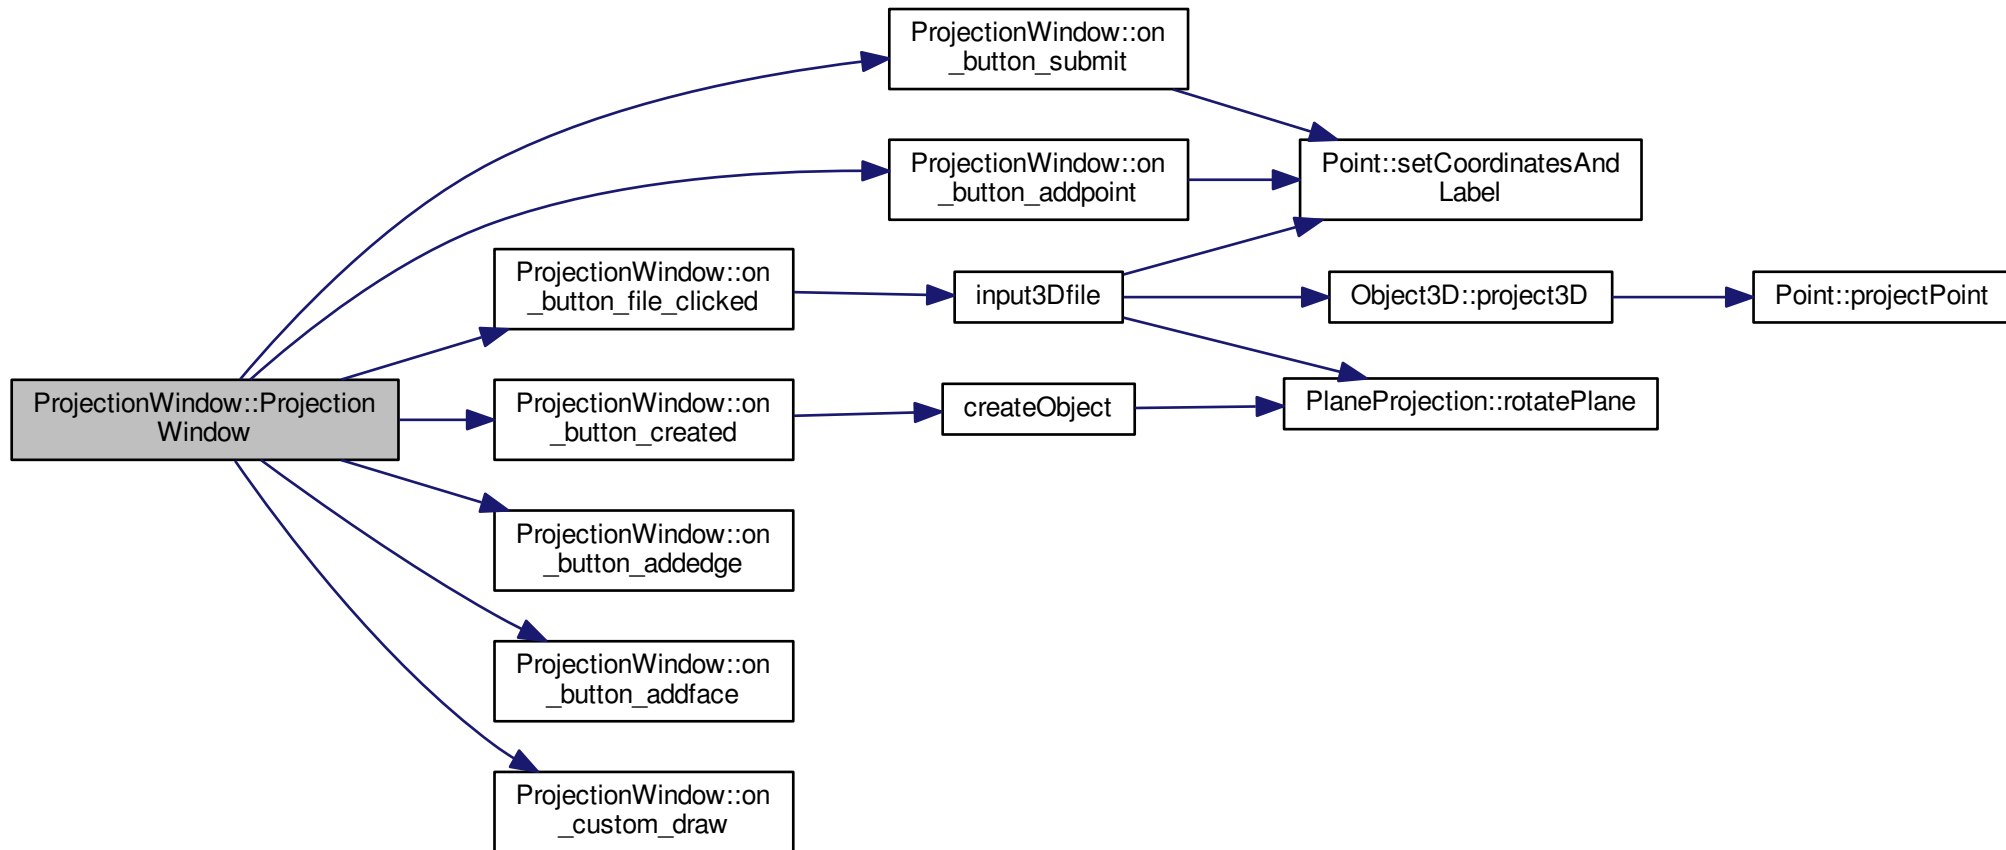 ProjectionWindow::on
_button_submit
ProjectionWindow::on
_button_addpoint
Point::setCoordinatesAnd
Label
ProjectionWindow::on
_button_file_clicked
input3Dfile
Object3D::project3D
Point::projectPoint
ProjectionWindow::Projection
Window
ProjectionWindow::on
_button_created
createObject
PlaneProjection::rotatePlane
ProjectionWindow::on
_button_addedge
ProjectionWindow::on
_button_addface
ProjectionWindow::on
_custom_draw